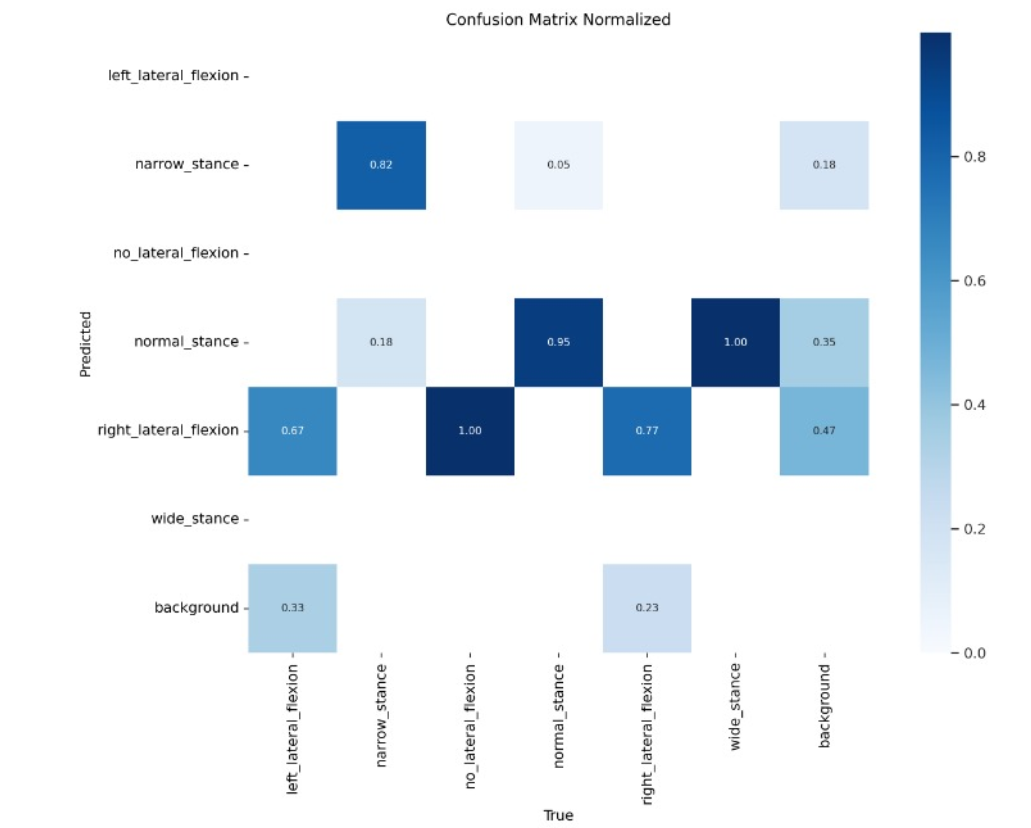 Confusion Matrix Normalized
left_lateral_flexion
narrow_stance
0.82
0.05
0.18
0.8
no_lateral_flexion
0.6
Predicted
normal_stance
0.18
0.95
1.00
0.35
0.4
right_lateral_flexion
0.67
1.00
0.77
0.47
wide_stance
0.2
background
0.33
0.23
0.0
left_lateral_flexion
narrow_stance
no_lateral_flexion
normal_stance
right_lateral_flexion
wide_stance
background
True